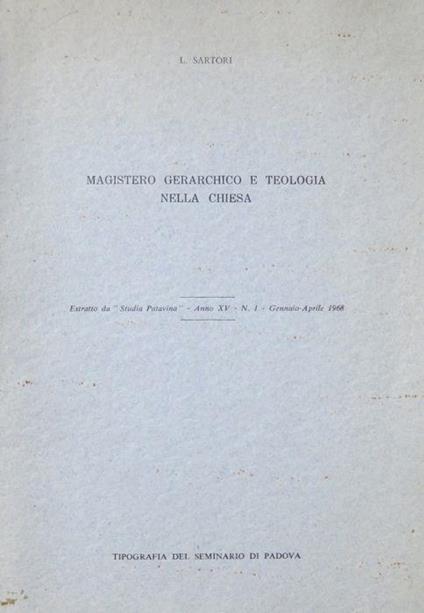 L. SARTORI
MAGISTERO GERARCHICO E TEOLOGIA
NELLA CHIESA
Estratto da "Studia Patavina" - Anno XV - N. 1 - Gennaio-Aprile 1968
TIPOGRAFIA DEL SEMINARIO DI PADOVA